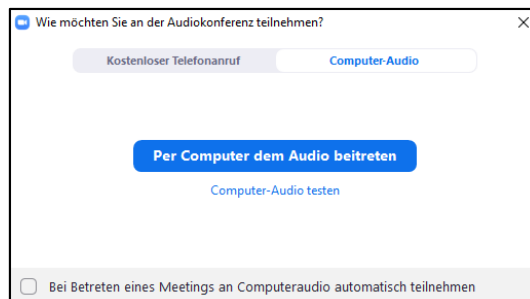 Wie möchten Sie an der Audiokonferenz teilnehmen?
Kostenloser Telefonanruf Computer-Audio
Per Computer dem Audio beitreten
Computer-Audio testen
Bei Betreten eines Meetings an Computeraudio automatisch teilnehmen